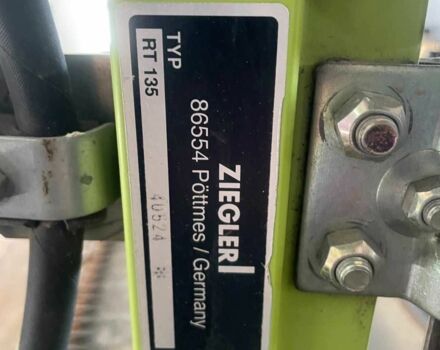 ZIEGLER
86554 Pöttmes / Germany
TYP
RT 135
40524 *